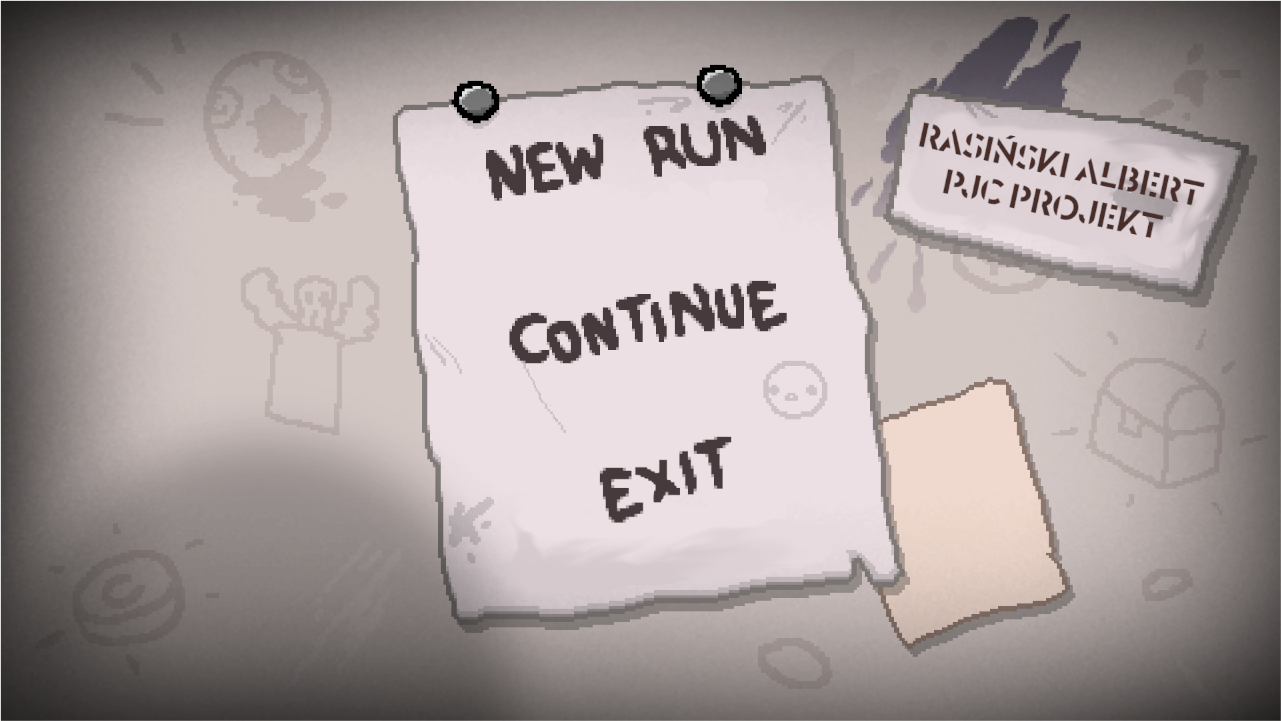 NEW RUN
CONTINUE
EXIT
RASIŃSKI ALBERT
PJC PROJEKT